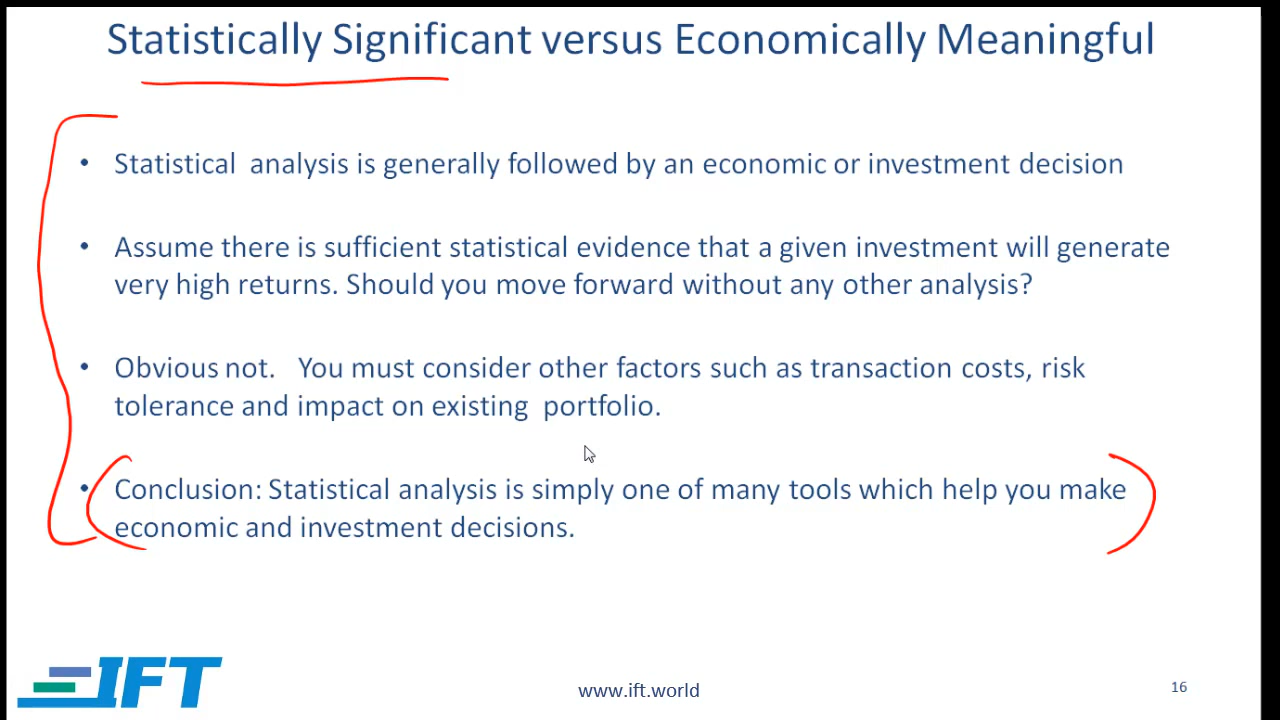 Statistically Significant versus Economically Meaningful
• Statistical analysis is generally followed by an economic or investment decision
• Assume there is sufficient statistical evidence that a given investment will generate
very high returns. Should you move forward without any other analysis?
• Obvious not. You must consider other factors such as transaction costs, risk
tolerance and impact on existing portfolio.
• Conclusion: Statistical analysis is simply one of many tools which help you make
economic and investment decisions.
IFT
www.ift.world
16